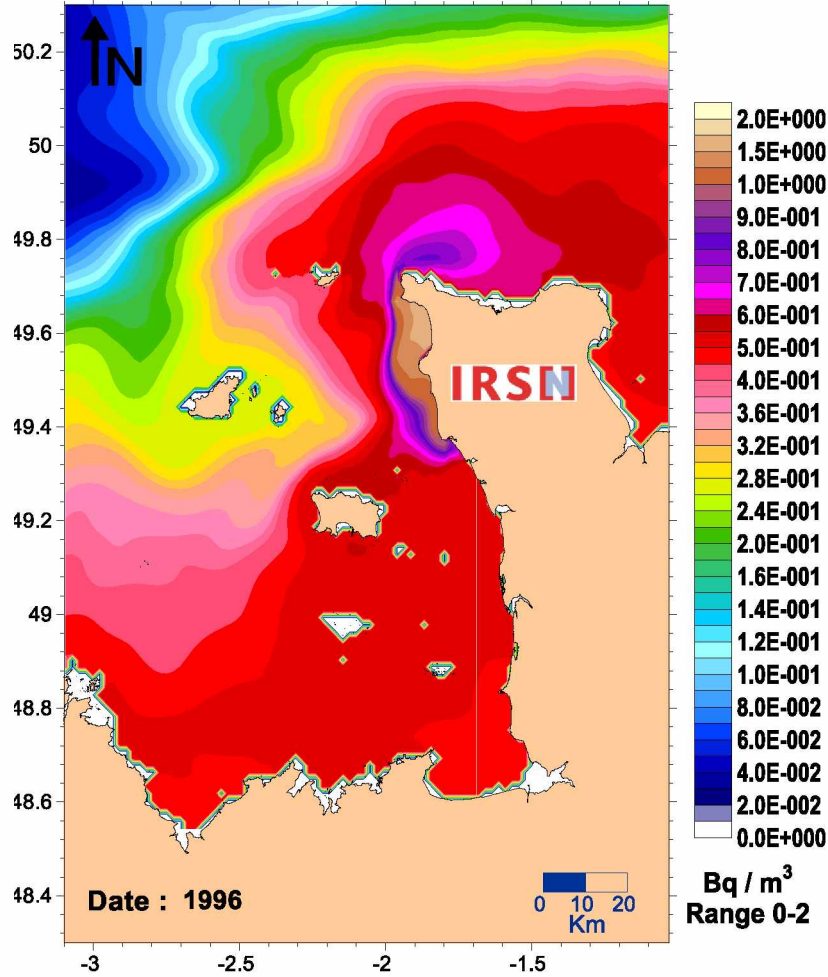 N
50.2
50
49.8
49.6
49.4
49.2
49
48.8
48.6
48.4
-3
-2.5
-2
-1.5
IRSN
Date : 1996
0 10 20
Km
2.0E+000
1.5E+000
1.0E+000
9.0E-001
8.0E-001
7.0E-001
6.0E-001
5.0E-001
4.0E-001
3.6E-001
3.2E-001
2.8E-001
2.4E-001
2.0E-001
1.6E-001
1.2E-001
1.0E-001
8.0E-002
6.0E-002
4.0E-002
2.0E-002
0.0E+000
Bq / m³
Range 0-2